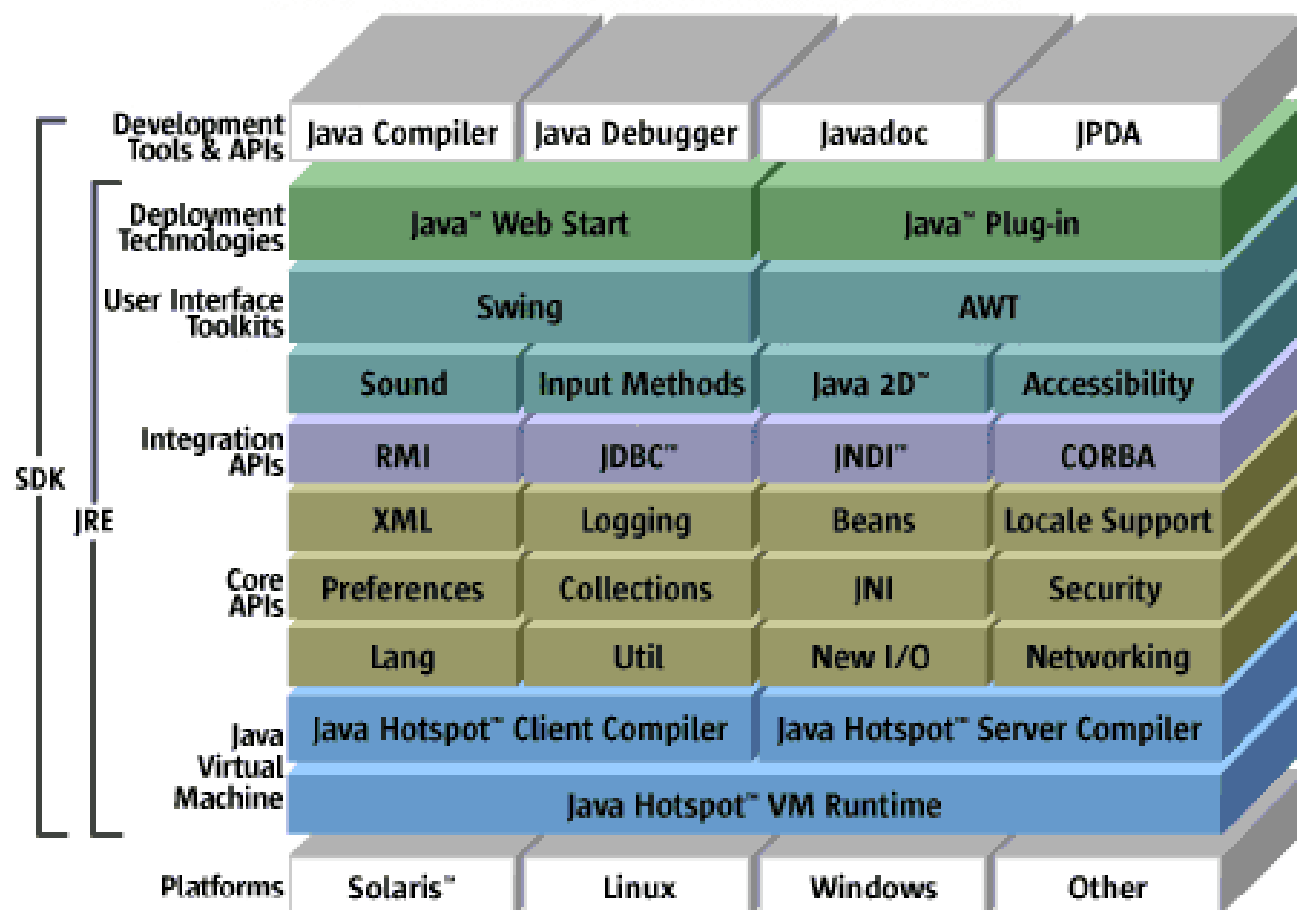 Development
Tools & APIs
Java Compiler
Java Debugger
Javadoc
JPDA
Deployment
Technologies
Java™ Web Start
Java™ Plug-in
User Interface
Toolkits
Swing
AWT
Sound
Input Methods
Java 2D™
Accessibility
Integration
APIs
RMI
JDBC™
JNDI™
CORBA
SDK
JRE
XML
Logging
Beans
Locale Support
Core
APIs
Preferences
Collections
JNI
Security
Lang
Util
New I/O
Networking
Java
Virtual
Machine
Java Hotspot™ Client Compiler
Java Hotspot™ Server Compiler
Java Hotspot™ VM Runtime
Platforms
Solaris™
Linux
Windows
Other